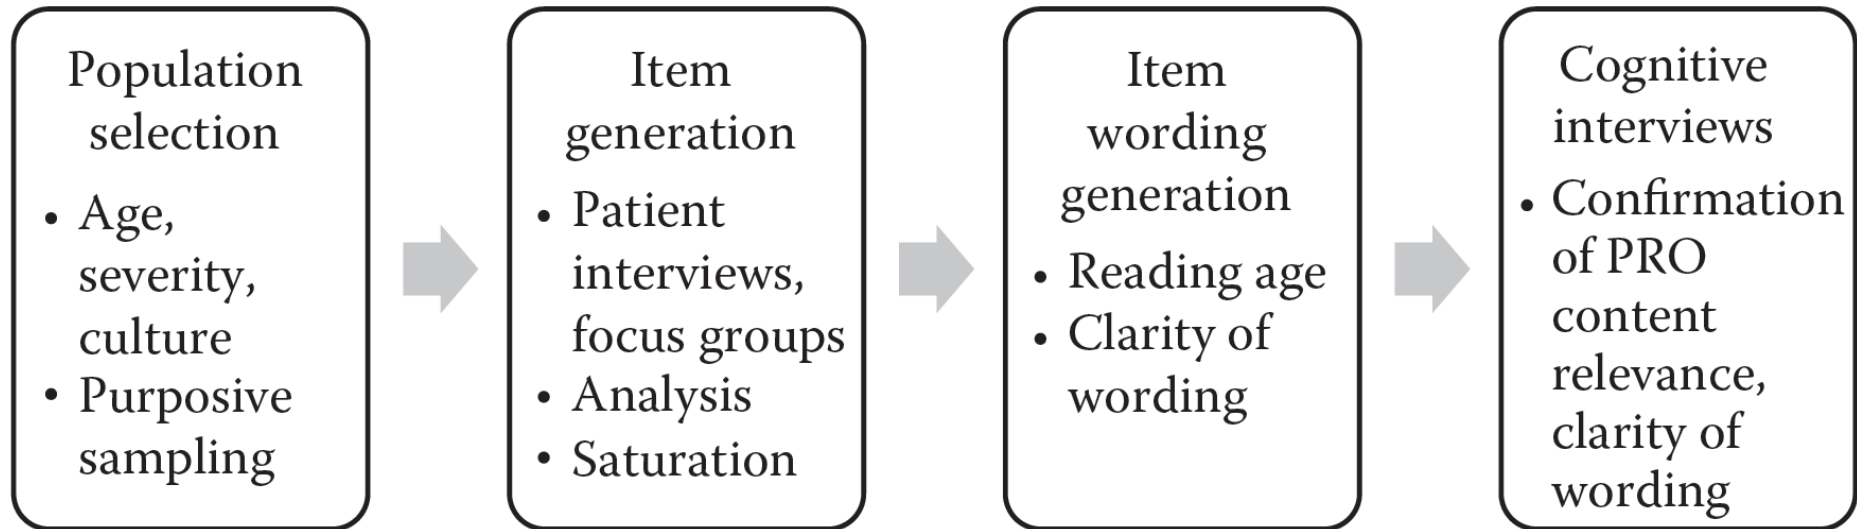 Population
selection
• Age,
severity,
culture
• Purposive
sampling
Item
generation
• Patient
interviews,
focus groups
• Analysis
• Saturation
Item
wording
generation
• Reading age
• Clarity of
wording
Cognitive
interviews
• Confirmation
of PRO
content
relevance,
clarity of
wording